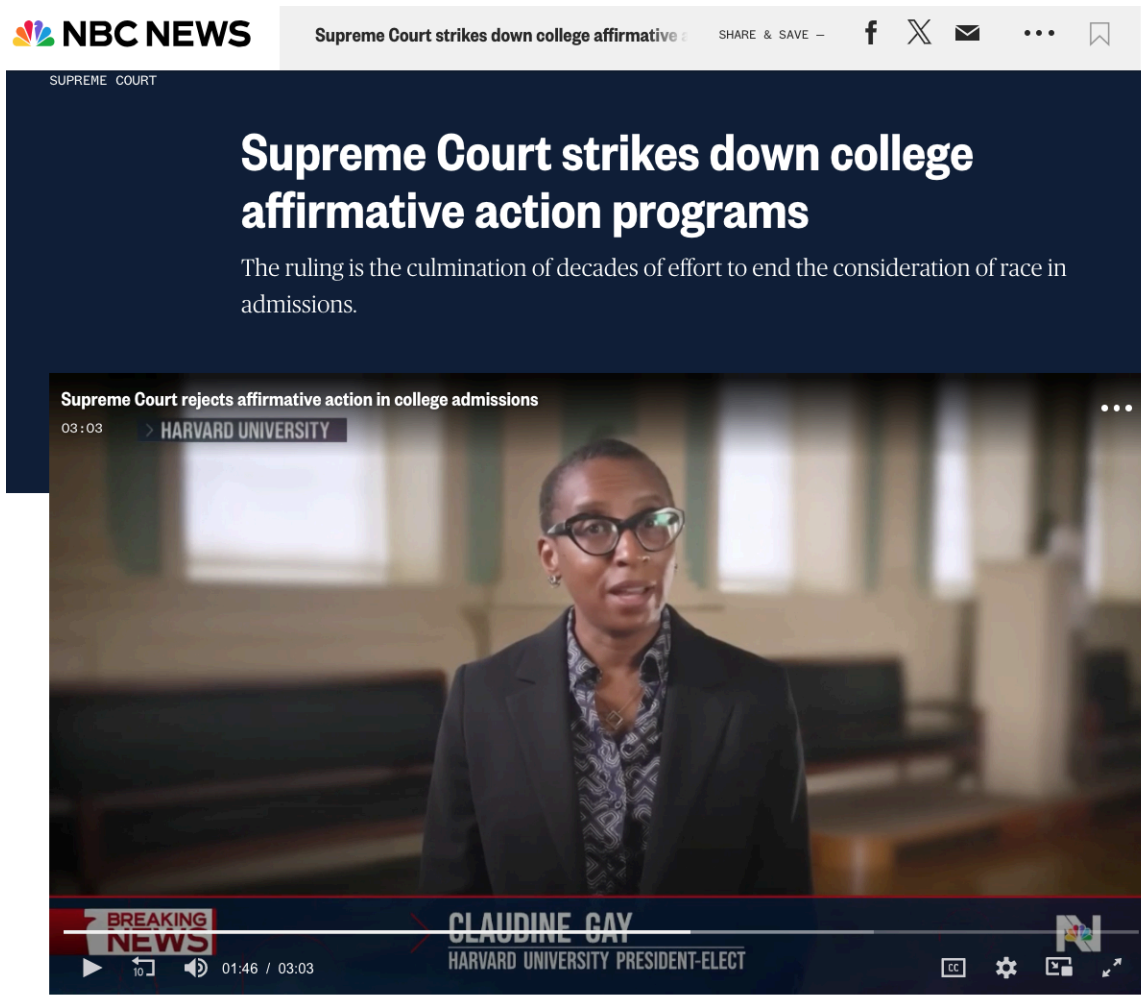 NBC NEWS
Supreme Court strikes down college affirmative
SHARE & SAVE —
SUPREME COURT
Supreme Court strikes down college
affirmative action programs
The ruling is the culmination of decades of effort to end the consideration of race in
admissions.
Supreme Court rejects affirmative action in college admissions
03:03
> HARVARD UNIVERSITY
BREAKING
NEWS
CLAUDINE GAY
HARVARD UNIVERSITY PRESIDENT-ELECT
10
01:46 / 03:03
CC